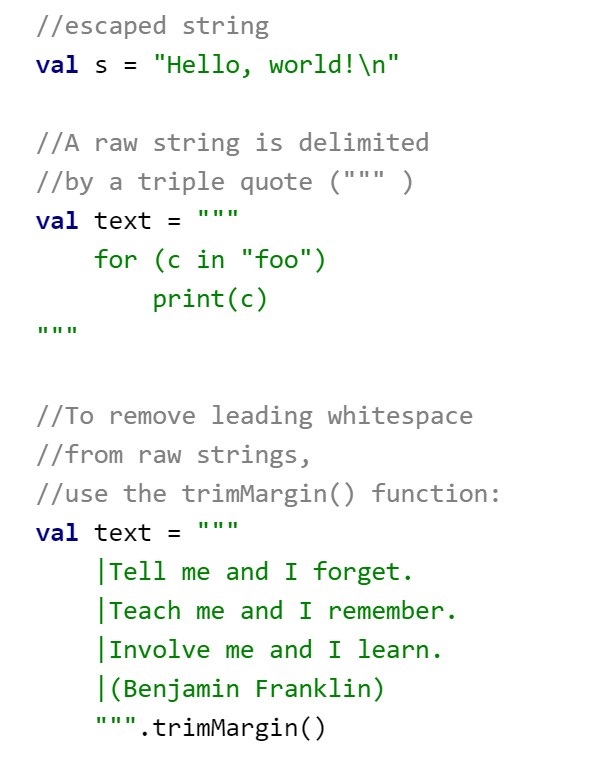 //escaped string
val s = "Hello, world!\n"
//A raw string is delimited
//by a triple quote (""" )
val text = """
    for (c in "foo")
        print(c)
"""
//To remove leading whitespace
//from raw strings,
//use the trimMargin() function:
val text = """
    |Tell me and I forget.
    |Teach me and I remember.
    |Involve me and I learn.
    |(Benjamin Franklin)
    """.trimMargin()